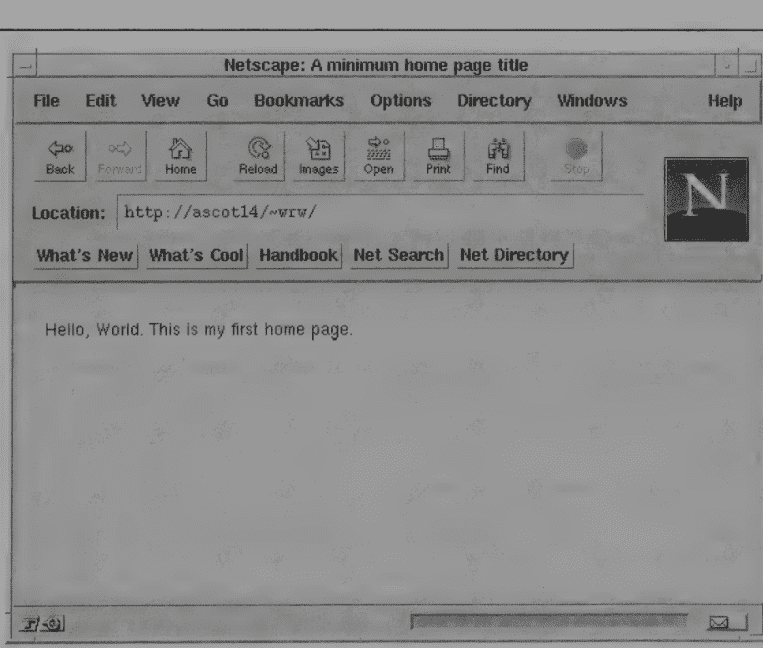 Netscape: A minimum home page title
File Edit View Go Bookmarks Options Directory Windows Help
Back Forward Home Reload Images Open Print Find Stop
N
Location: http://ascot14/~wrw/
What's New What's Cool Handbook Net Search Net Directory
Hello, World. This is my first home page.